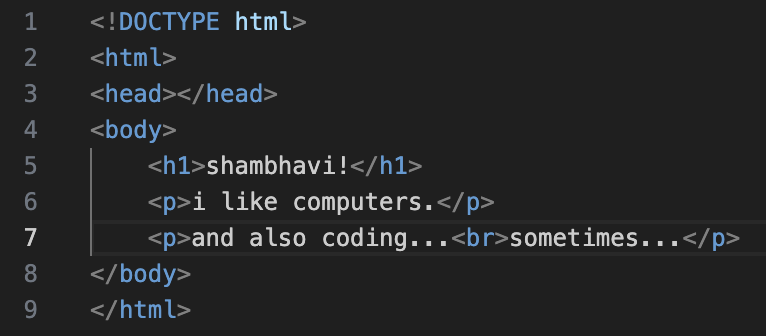 1 <!DOCTYPE html>
2 <html>
3 <head></head>
4 <body>
5     <h1>shambhavi!</h1>
6     <p>i like computers.</p>
7     <p>and also coding...<br>sometimes...</p>
8 </body>
9 </html>